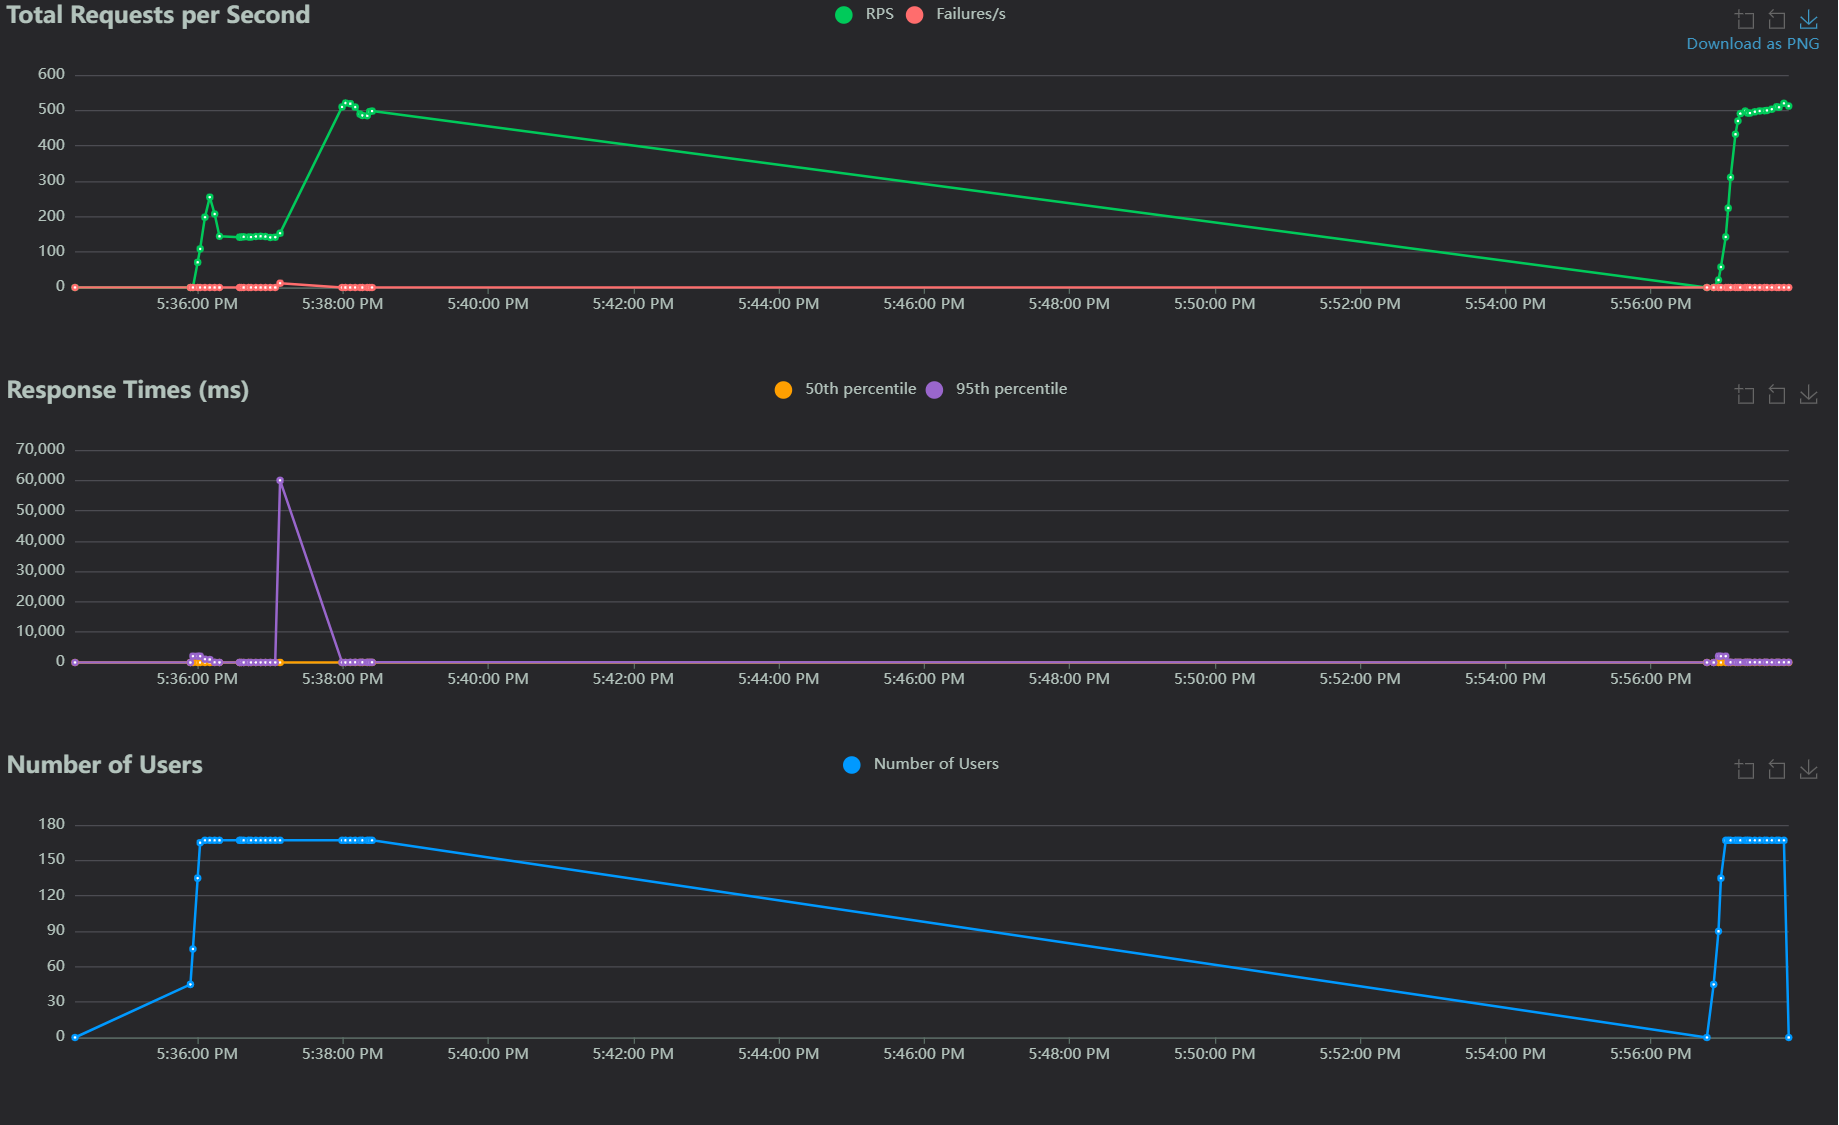 Total Requests per Second
RPS Failures/s
Download as PNG
600
500
400
300
200
100
0
5:36:00 PM 5:38:00 PM 5:40:00 PM 5:42:00 PM 5:44:00 PM 5:46:00 PM 5:48:00 PM 5:50:00 PM 5:52:00 PM 5:54:00 PM 5:56:00 PM
Response Times (ms)
50th percentile 95th percentile
70,000
60,000
50,000
40,000
30,000
20,000
10,000
0
5:36:00 PM 5:38:00 PM 5:40:00 PM 5:42:00 PM 5:44:00 PM 5:46:00 PM 5:48:00 PM 5:50:00 PM 5:52:00 PM 5:54:00 PM 5:56:00 PM
Number of Users
Number of Users
180
150
120
90
60
30
0
5:36:00 PM 5:38:00 PM 5:40:00 PM 5:42:00 PM 5:44:00 PM 5:46:00 PM 5:48:00 PM 5:50:00 PM 5:52:00 PM 5:54:00 PM 5:56:00 PM